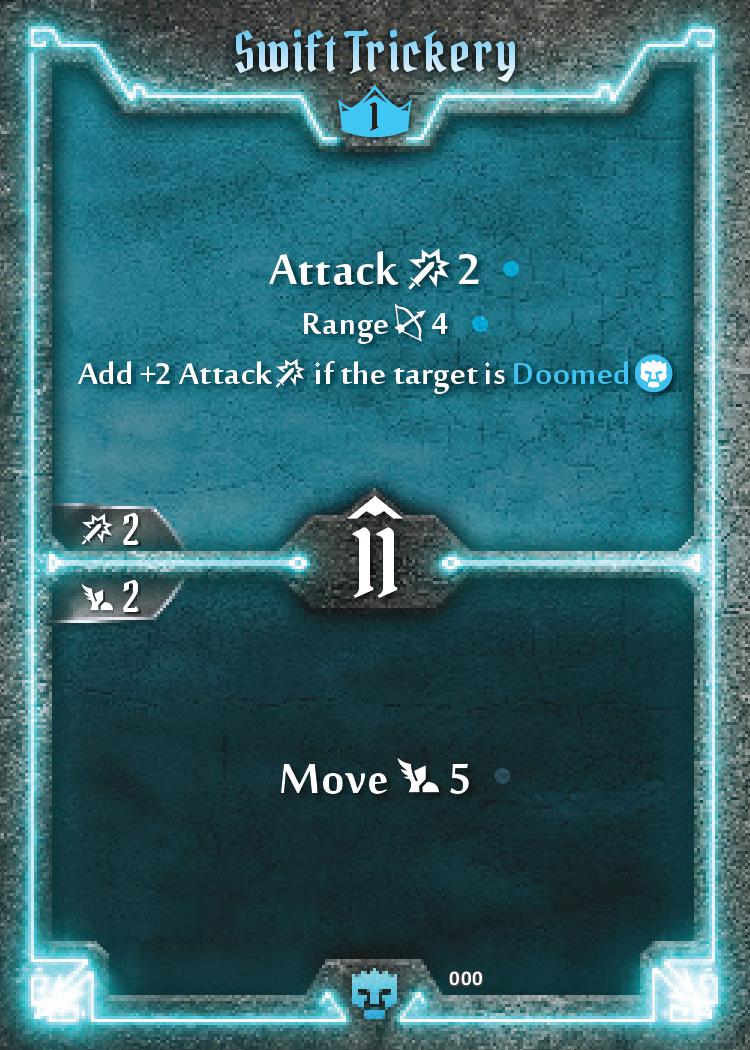 Swift Trickery
1
Attack 2
Range 4
Add +2 Attack if the target is Doomed
2
11
2
Move 5
000